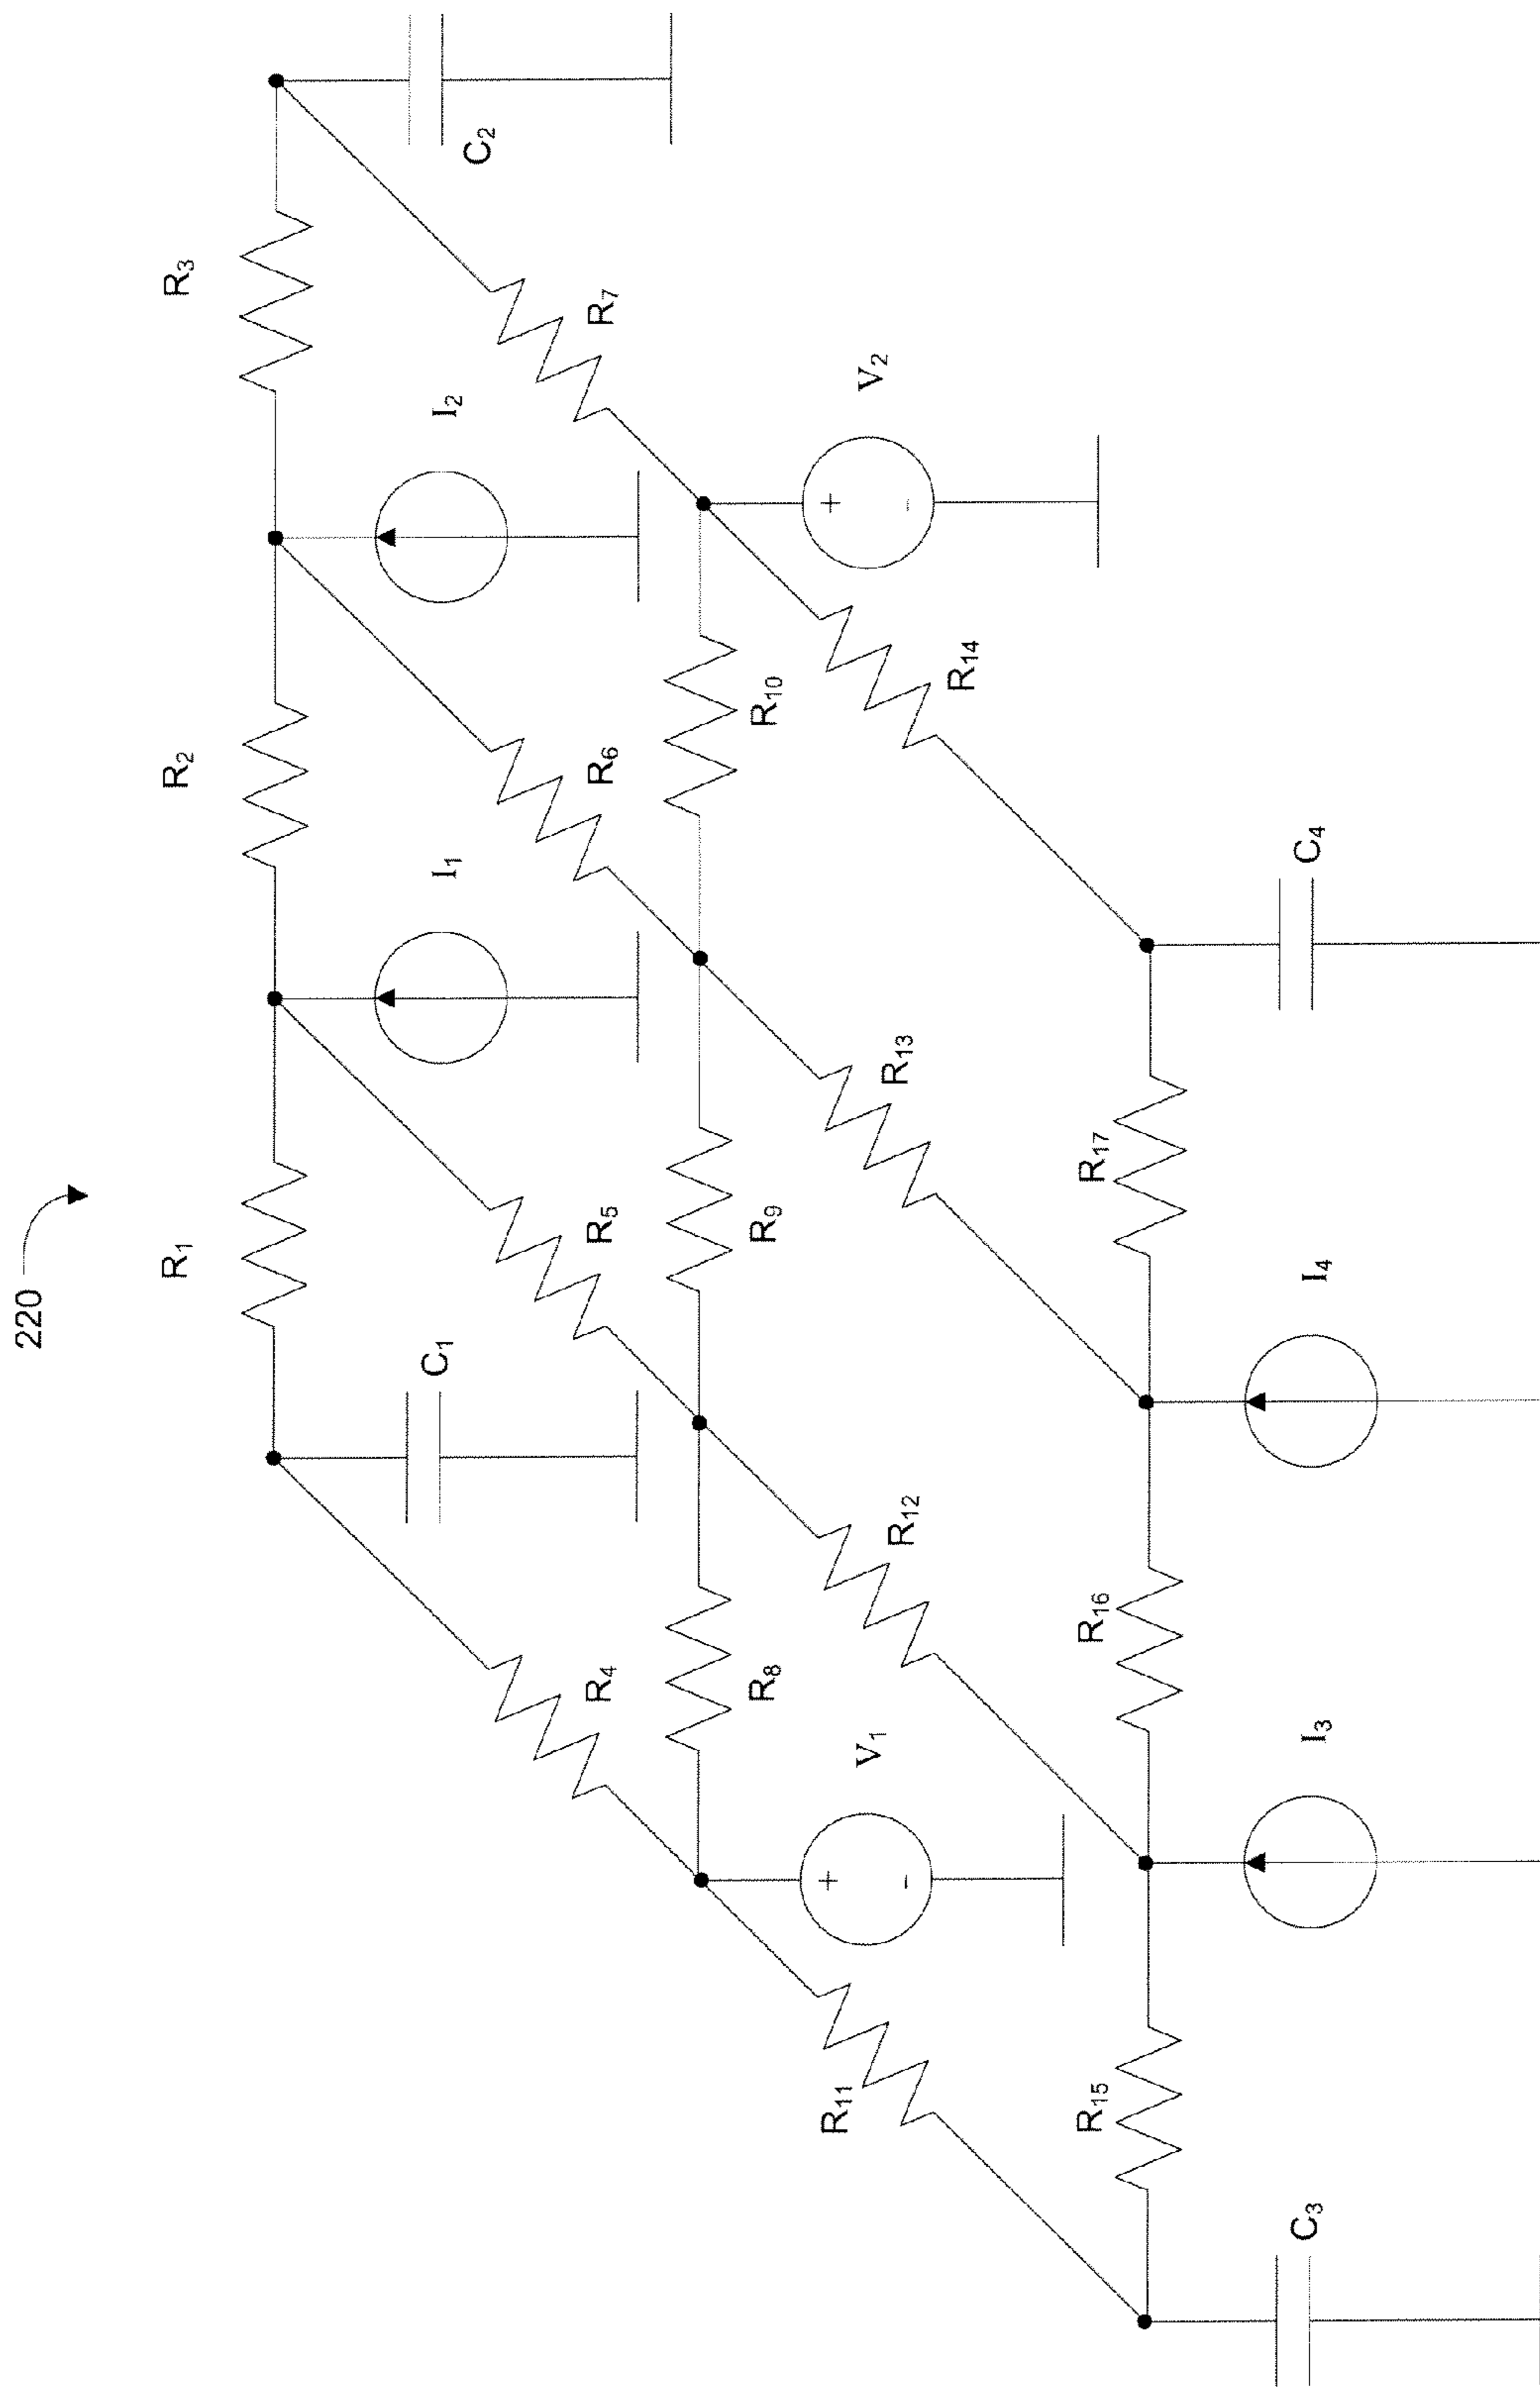 220
R₁
R₂
R₃
C₁
I₁
I₂
C₂
R₄
R₅
R₆
R₇
R₈
R₉
R₁₀
V₁
+
-
V₂
+
-
R₁₁
R₁₂
R₁₃
R₁₄
R₁₅
R₁₆
R₁₇
C₃
I₃
I₄
C₄